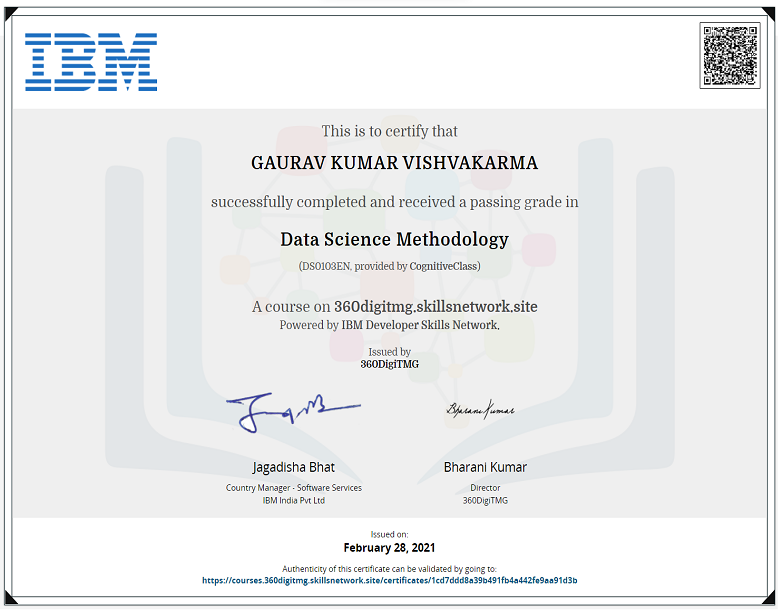 IBM
This is to certify that
GAURAV KUMAR VISHVAKARMA
successfully completed and received a passing grade in
Data Science Methodology
(DS0103EN, provided by CognitiveClass)
A course on 360digitmg.skillsnetwork.site
Powered by IBM Developer Skills Network.
Issued by
360DigiTMG
Bharani Kumar
Jagadisha Bhat
Bharani Kumar
Country Manager - Software Services
Director
IBM India Pvt Ltd
360DigiTMG
Issued on:
February 28, 2021
Authenticity of this certificate can be validated by going to:
https://courses.360digitmg.skillsnetwork.site/certificates/1cd7ddd8a39b491fb4a442fe9aa91d3b